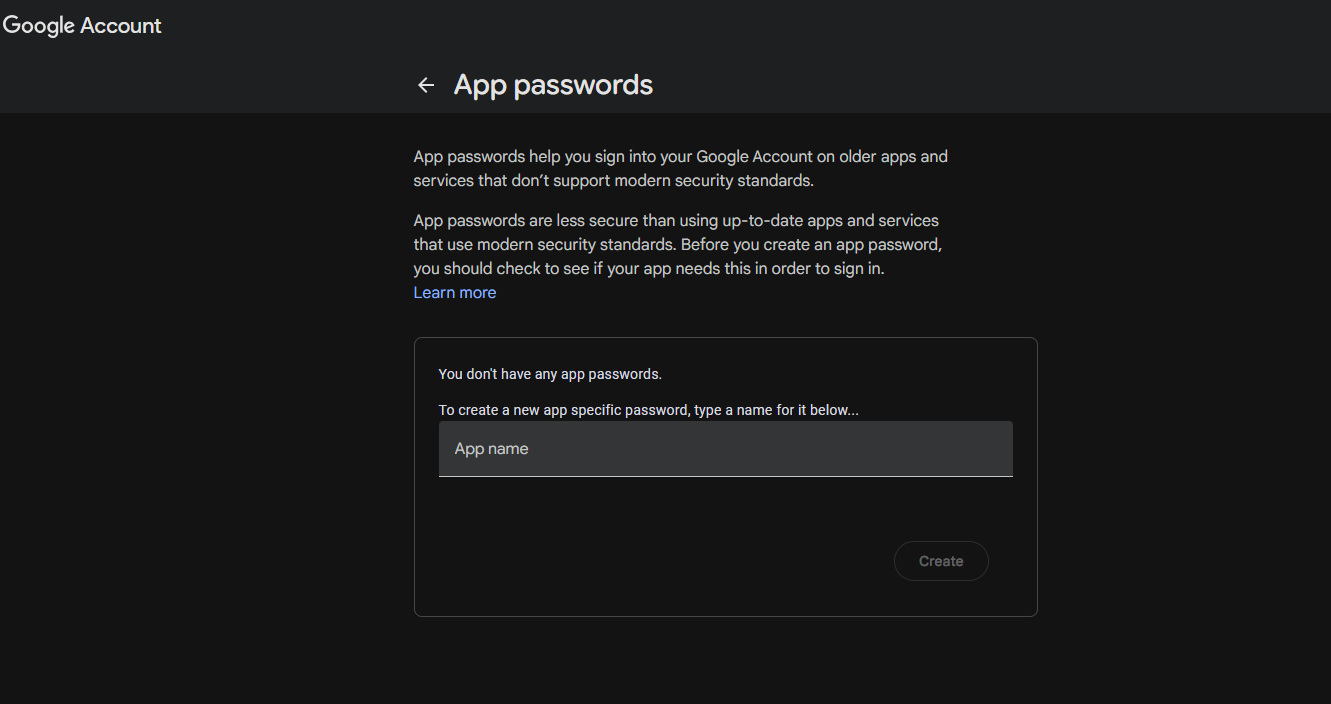 Google Account
App passwords
App passwords help you sign into your Google Account on older apps and
services that don’t support modern security standards.
App passwords are less secure than using up-to-date apps and services
that use modern security standards. Before you create an app password,
you should check to see if your app needs this in order to sign in.
Learn more
You don't have any app passwords.
To create a new app specific password, type a name for it below...
App name
Create